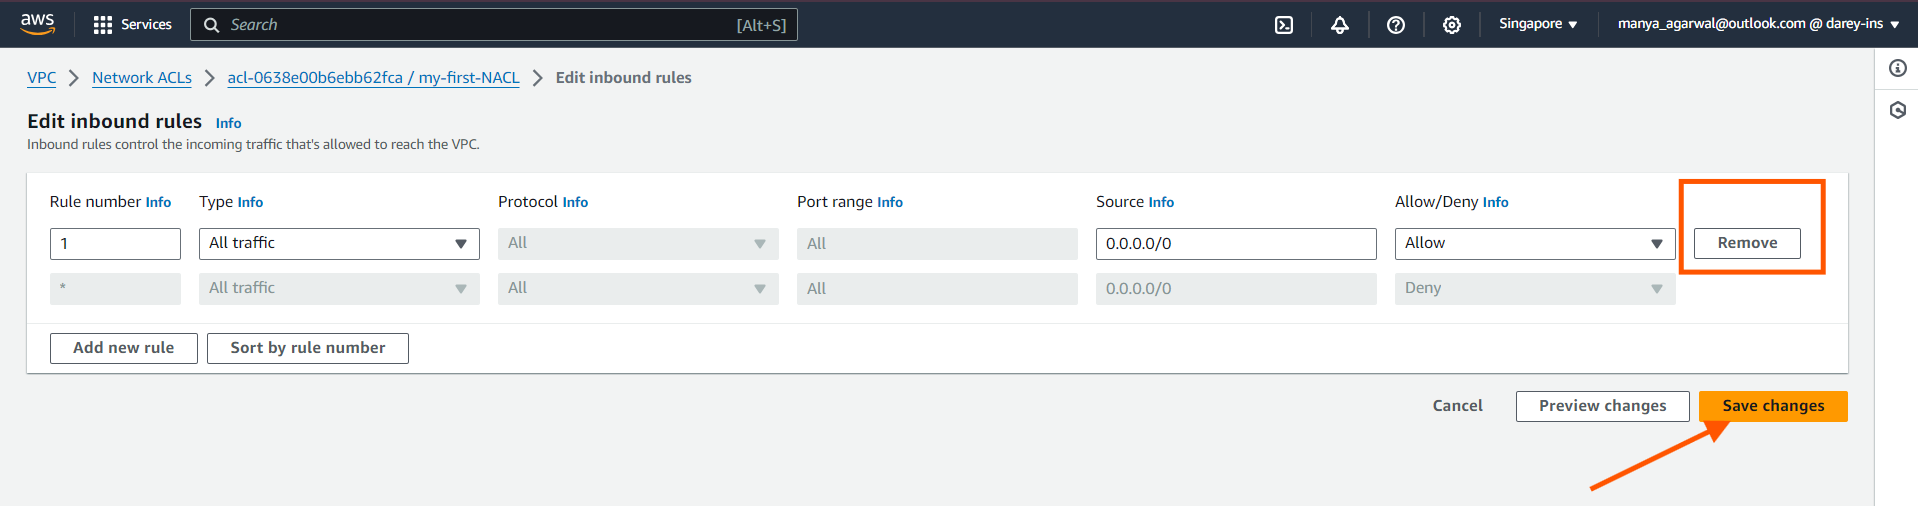 aws Services Search [Alt+S] Singapore manya_agarwal@outlook.com @ darey-ins
VPC Network ACLs acl-0638e00b6ebb62fca / my-first-NACL Edit inbound rules
Edit inbound rules Info
Inbound rules control the incoming traffic that's allowed to reach the VPC.
Rule number Info Type Info Protocol Info Port range Info Source Info Allow/Deny Info
1 All traffic All All 0.0.0.0/0 Allow Remove
* All traffic All All 0.0.0.0/0 Deny
Add new rule Sort by rule number
Cancel Preview changes Save changes